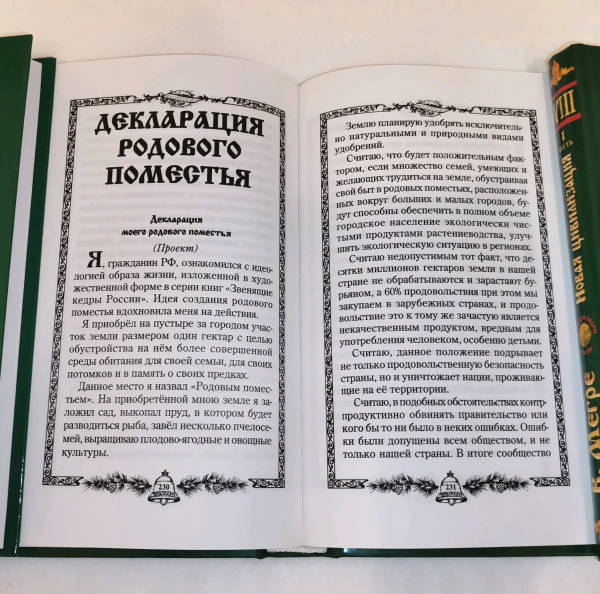 ДЕКЛАРАЦИЯ
РОДОВОГО
ПОМЕСТЬЯ
Декларация
моего родового поместья
(Проект)
Я, гражданин РФ, ознакомился с идео-
логией образа жизни, изложенной в худо-
жественной форме в серии книг «Звенящие
кедры России». Идея создания родового
поместья вдохновила меня на действия.
Я приобрёл на пустыре за городом учас-
ток земли размером один гектар с целью
обустройства на нём более совершенной
среды обитания для своей семьи, для своих
потомков и в память о своих предках.
Данное место я назвал «Родовым помес-
тьем». На приобретённой мною земле я за-
ложил сад, выкопал пруд, в котором будет
разводиться рыба, завёл несколько пчелосе-
мей, выращиваю плодово-ягодные и овощные
культуры.
230
Землю планирую удобрять исключитель-
но натуральными и природными видами
удобрений.
Считаю, что будет положительным фак-
тором, если множество семей, умеющих и
желающих трудиться на земле, обустраивая
свой быт в родовых поместьях, расположен-
ных вокруг больших и малых городов, бу-
дут способны обеспечить в полном объеме
городское население экологически чис-
тыми продуктами растениеводства, улуч-
шить экологическую ситуацию в регионах.
Считаю недопустимым тот факт, что де-
сятки миллионов гектаров земли в нашей
стране не обрабатываются и зарастают
бурьяном, а 60% продовольствия при этом мы
закупаем в зарубежных странах, и продо-
вольствие это к тому же зачастую является
некачественным продуктом, вредным для
употребления человеком, особенно детьми.
Считаю, данное положение подрывает
не только продовольственную безопасность
страны, но и уничтожает нации, проживаю-
щие на её территории.
Считаю, в подобных обстоятельствах контр-
продуктивно обвинять правительство или
кого бы то ни было в неких ошибках. Ошиб-
ки были допущены всем обществом, и не
только нашей страны. В итоге сообщество
231
VIII
Новая цивилизация
Мегре